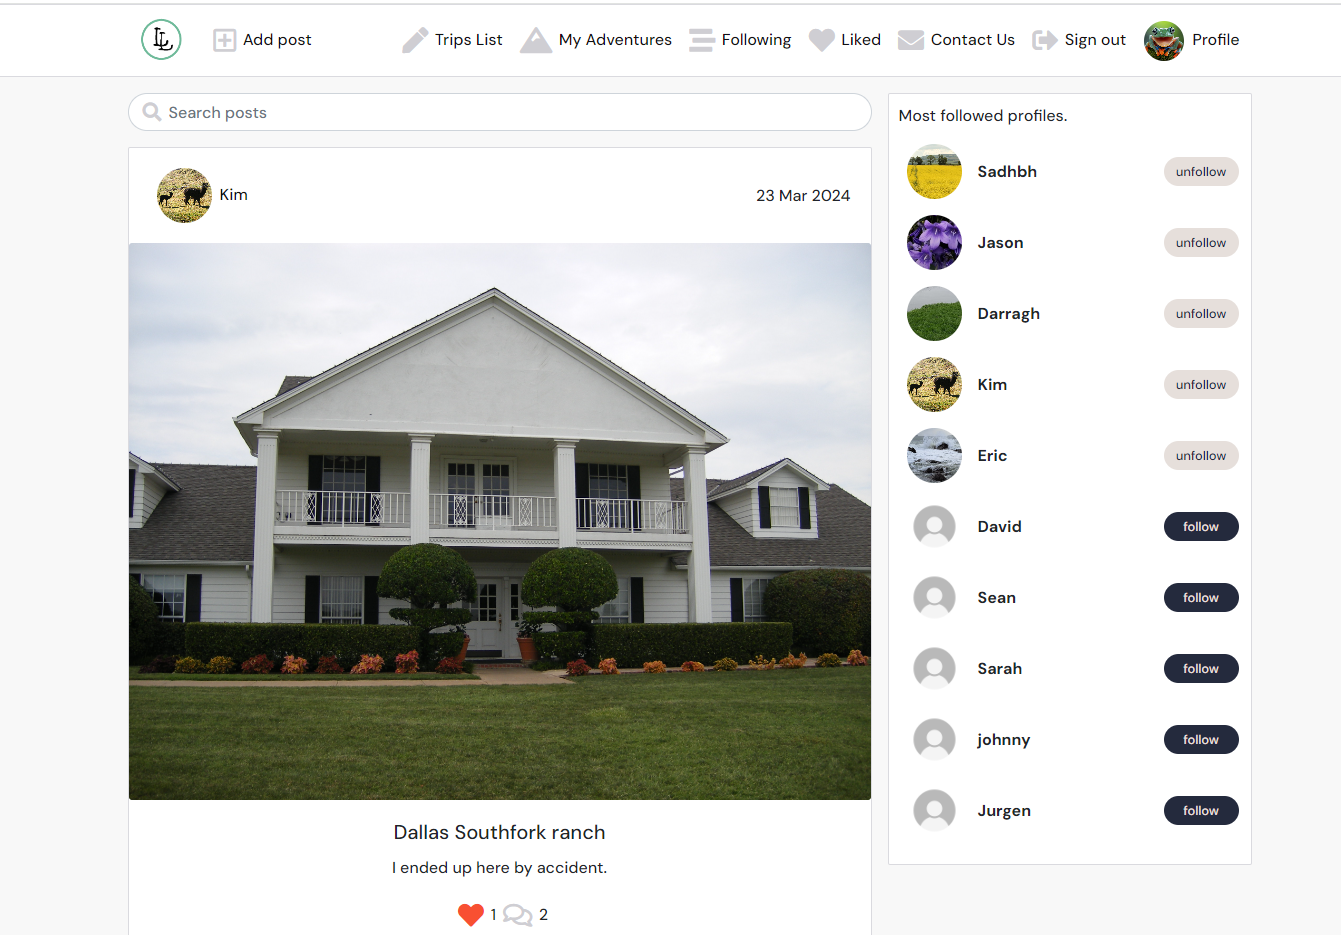 LL Add post Trips List My Adventures Following Liked Contact Us Sign out Profile
Search posts
Kim
23 Mar 2024
Dallas Southfork ranch
I ended up here by accident.
1 2
Most followed profiles.
Sadhbh unfollow
Jason unfollow
Darragh unfollow
Kim unfollow
Eric unfollow
David follow
Sean follow
Sarah follow
johnny follow
Jurgen follow